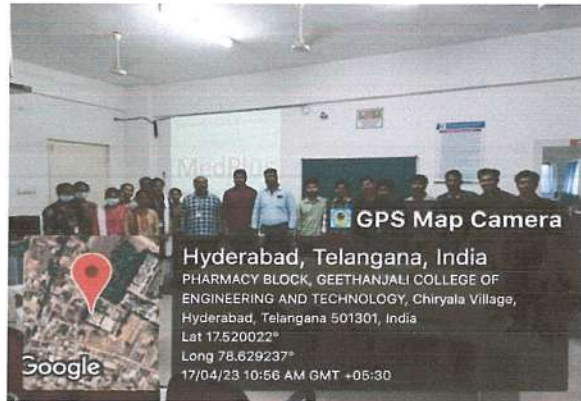 MedPlus
GPS Map Camera
Hyderabad, Telangana, India
PHARMACY BLOCK, GEETHANJALI COLLEGE OF
ENGINEERING AND TECHNOLOGY, Chiryala Village,
Hyderabad, Telangana 501301, India
Lat 17.520022°
Long 78.629237°
17/04/23 10:56 AM GMT +05:30
Google